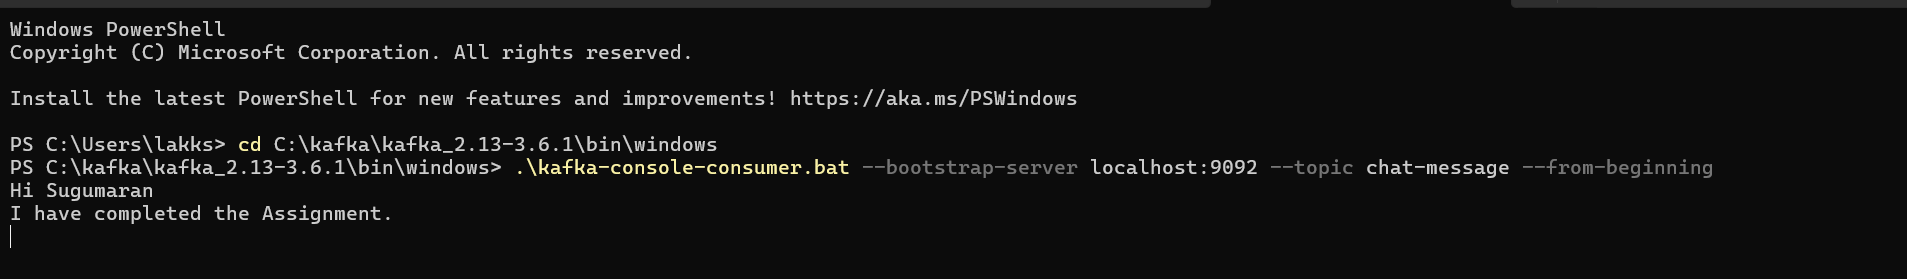 Windows PowerShell
Copyright (C) Microsoft Corporation. All rights reserved.
Install the latest PowerShell for new features and improvements! https://aka.ms/PSWindows
PS C:\Users\lakks> cd C:\kafka\kafka_2.13-3.6.1\bin\windows
PS C:\kafka\kafka_2.13-3.6.1\bin\windows> .\kafka-console-consumer.bat --bootstrap-server localhost:9092 --topic chat-message --from-beginning
Hi Sugumaran
I have completed the Assignment.